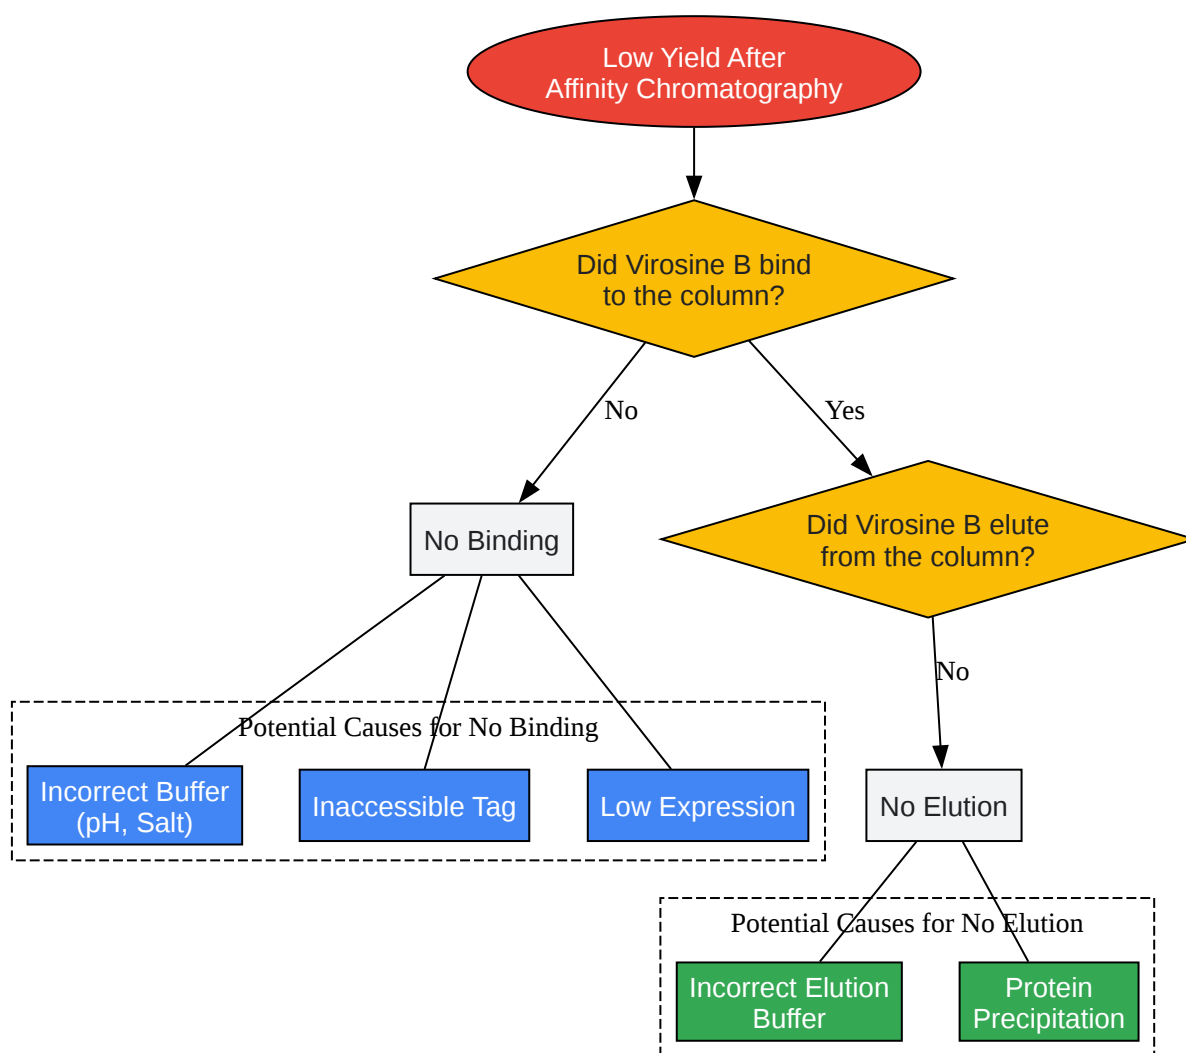 Low Yield After
Affinity Chromatography
Did Virosine B bind
to the column?
No
Yes
Did Virosine B elute
from the column?
No Binding
No
Potential Causes for No Binding
Incorrect Buffer
(pH, Salt)
Inaccessible Tag
Low Expression
No Elution
Potential Causes for No Elution
Incorrect Elution
Buffer
Protein
Precipitation